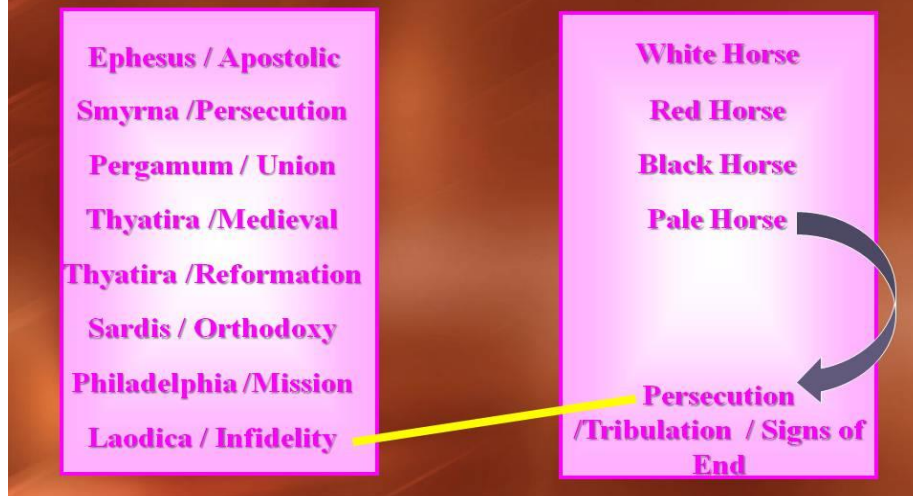 Ephesus / Apostolic
Smyrna /Persecution
Pergamum / Union
Thyatira /Medieval
Thyatira /Reformation
Sardis / Orthodoxy
Philadelphia /Mission
Laodica / Infidelity
White Horse
Red Horse
Black Horse
Pale Horse
Persecution
/Tribulation / Signs of
End